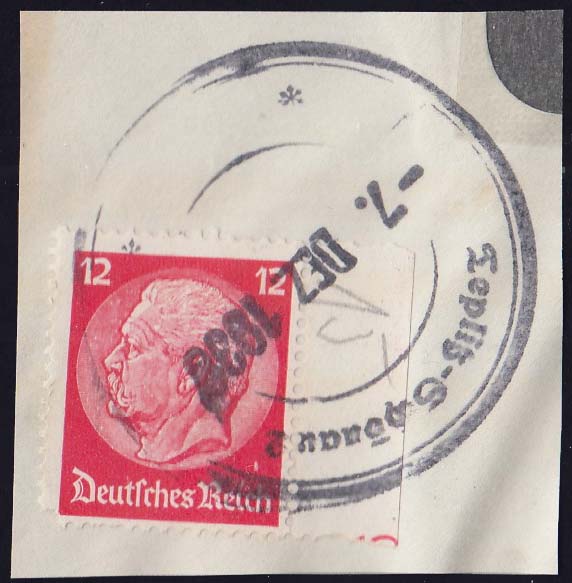 12 12
Deutsches Reich
Teplitz-Schönau
-7. DEZ 1938